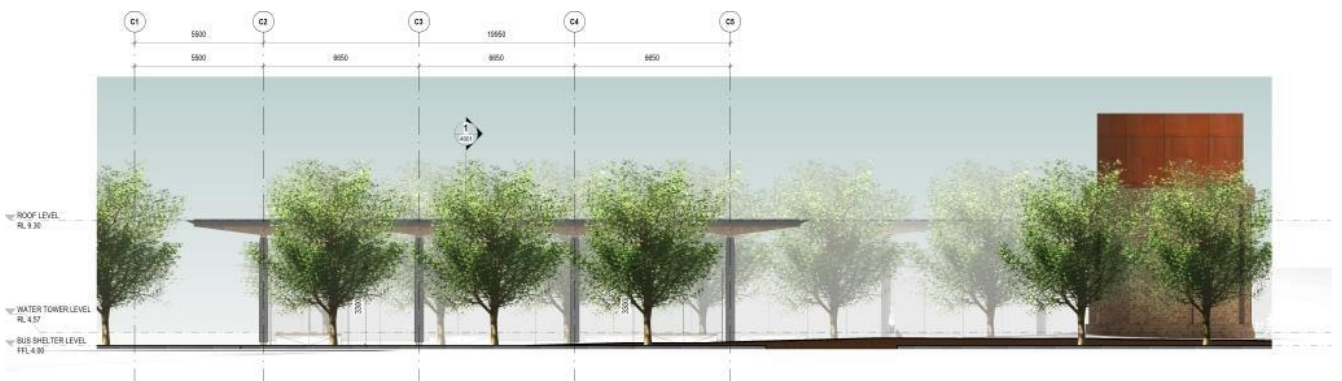 C1 C2 C3 C4 C5
5500 19950
5500 6650 6650 6650
1
4001
ROOF LEVEL
RL 9.30
3300 3300
WATER TOWER LEVEL
RL 4.57
BUS SHELTER LEVEL
FFL 4.00